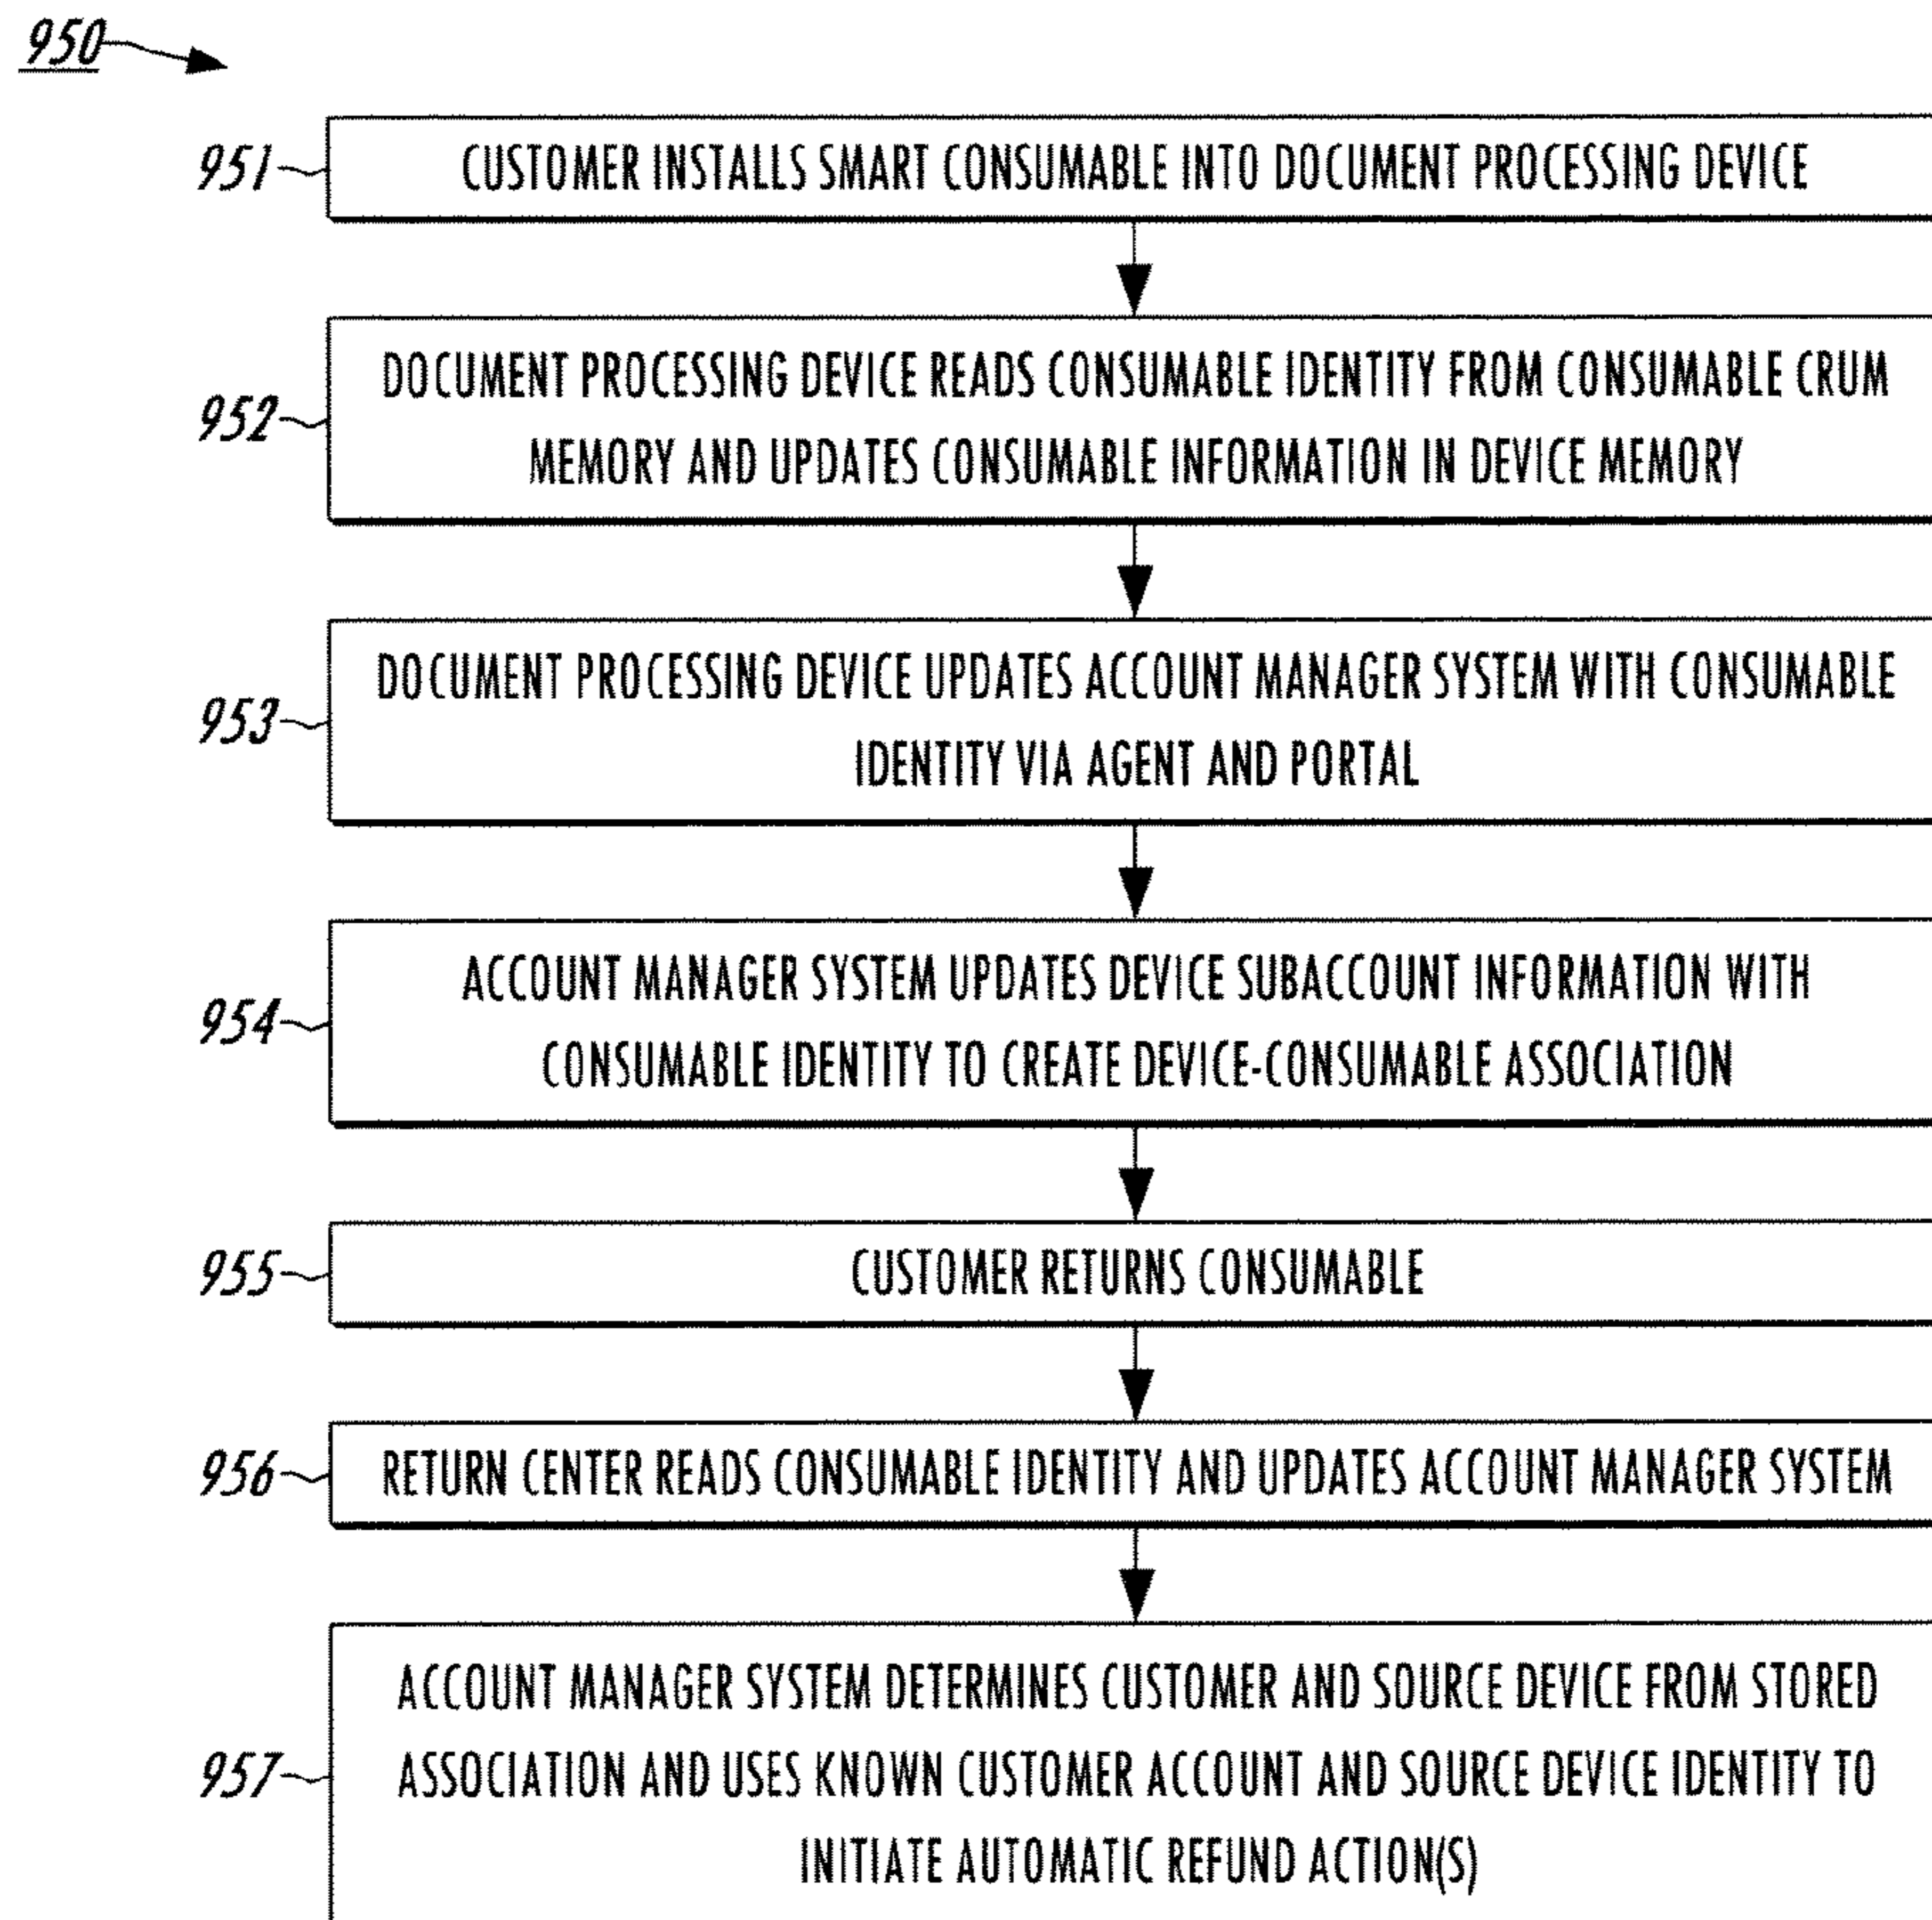 950
951
CUSTOMER INSTALLS SMART CONSUMABLE INTO DOCUMENT PROCESSING DEVICE
952
DOCUMENT PROCESSING DEVICE READS CONSUMABLE IDENTITY FROM CONSUMABLE CRUM
MEMORY AND UPDATES CONSUMABLE INFORMATION IN DEVICE MEMORY
953
DOCUMENT PROCESSING DEVICE UPDATES ACCOUNT MANAGER SYSTEM WITH CONSUMABLE
IDENTITY VIA AGENT AND PORTAL
954
ACCOUNT MANAGER SYSTEM UPDATES DEVICE SUBACCOUNT INFORMATION WITH
CONSUMABLE IDENTITY TO CREATE DEVICE-CONSUMABLE ASSOCIATION
955
CUSTOMER RETURNS CONSUMABLE
956
RETURN CENTER READS CONSUMABLE IDENTITY AND UPDATES ACCOUNT MANAGER SYSTEM
957
ACCOUNT MANAGER SYSTEM DETERMINES CUSTOMER AND SOURCE DEVICE FROM STORED
ASSOCIATION AND USES KNOWN CUSTOMER ACCOUNT AND SOURCE DEVICE IDENTITY TO
INITIATE AUTOMATIC REFUND ACTION(S)